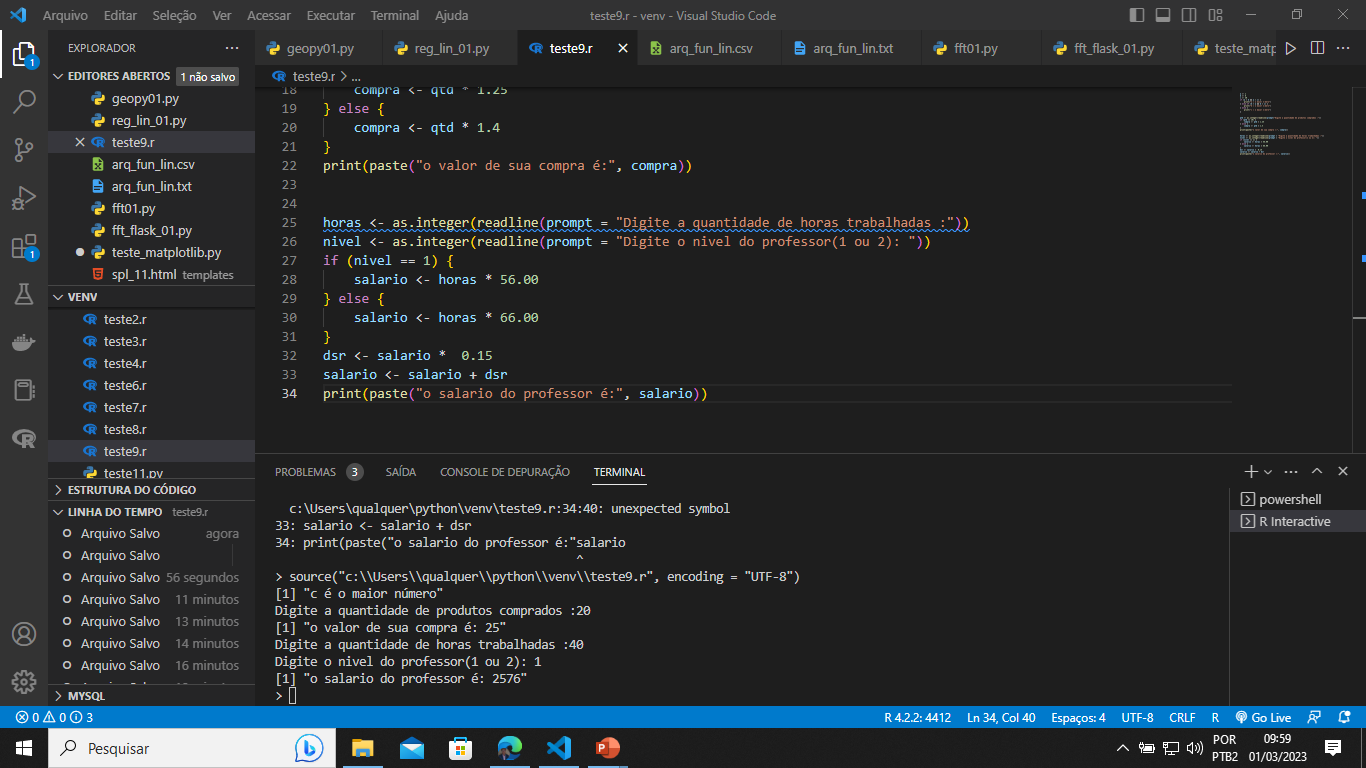 Arquivo Editar Seleção Ver Acessar Executar Terminal Ajuda
teste9.r - venv - Visual Studio Code
EXPLORADOR
geopy01.py reg_lin_01.py teste9.r arq_fun_lin.csv arq_fun_lin.txt fft01.py fft_flask_01.py teste_matp
EDITORES ABERTOS 1 não salvo
geopy01.py
reg_lin_01.py
teste9.r
arq_fun_lin.csv
arq_fun_lin.txt
fft01.py
fft_flask_01.py
teste_matplotlib.py
spl_11.html templates
VENV
teste2.r
teste3.r
teste4.r
teste6.r
teste7.r
teste8.r
teste9.r
teste11.py
ESTRUTURA DO CÓDIGO
LINHA DO TEMPO teste9.r
Arquivo Salvo agora
Arquivo Salvo
Arquivo Salvo 56 segundos
Arquivo Salvo 11 minutos
Arquivo Salvo 13 minutos
Arquivo Salvo 14 minutos
Arquivo Salvo 16 minutos
MYSQL
teste9.r > ...
18 compra <- qtd * 1.25
19 } else {
20 compra <- qtd * 1.4
21 }
22 print(paste("o valor de sua compra é:", compra))
23
24
25 horas <- as.integer(readline(prompt = "Digite a quantidade de horas trabalhadas :"))
26 nivel <- as.integer(readline(prompt = "Digite o nivel do professor(1 ou 2): "))
27 if (nivel == 1) {
28 salario <- horas * 56.00
29 } else {
30 salario <- horas * 66.00
31 }
32 dsr <- salario *  0.15
33 salario <- salario + dsr
34 print(paste("o salario do professor é:", salario))
PROBLEMAS 3 SAÍDA CONSOLE DE DEPURAÇÃO TERMINAL
c:\Users\qualquer\python\venv\teste9.r:34:40: unexpected symbol
33: salario <- salario + dsr
34: print(paste("o salario do professor é:"salario
^
> source("c:\\Users\\qualquer\\python\\venv\\teste9.r", encoding = "UTF-8")
[1] "c é o maior número"
Digite a quantidade de produtos comprados :20
[1] "o valor de sua compra é: 25"
Digite a quantidade de horas trabalhadas :40
Digite o nivel do professor(1 ou 2): 1
[1] "o salario do professor é: 2576"
>
powershell
R Interactive
0 0 3 R 4.2.2: 4412 Ln 34, Col 40 Espaços: 4 UTF-8 CRLF R Go Live
Pesquisar
POR
PTB2
09:59
01/03/2023